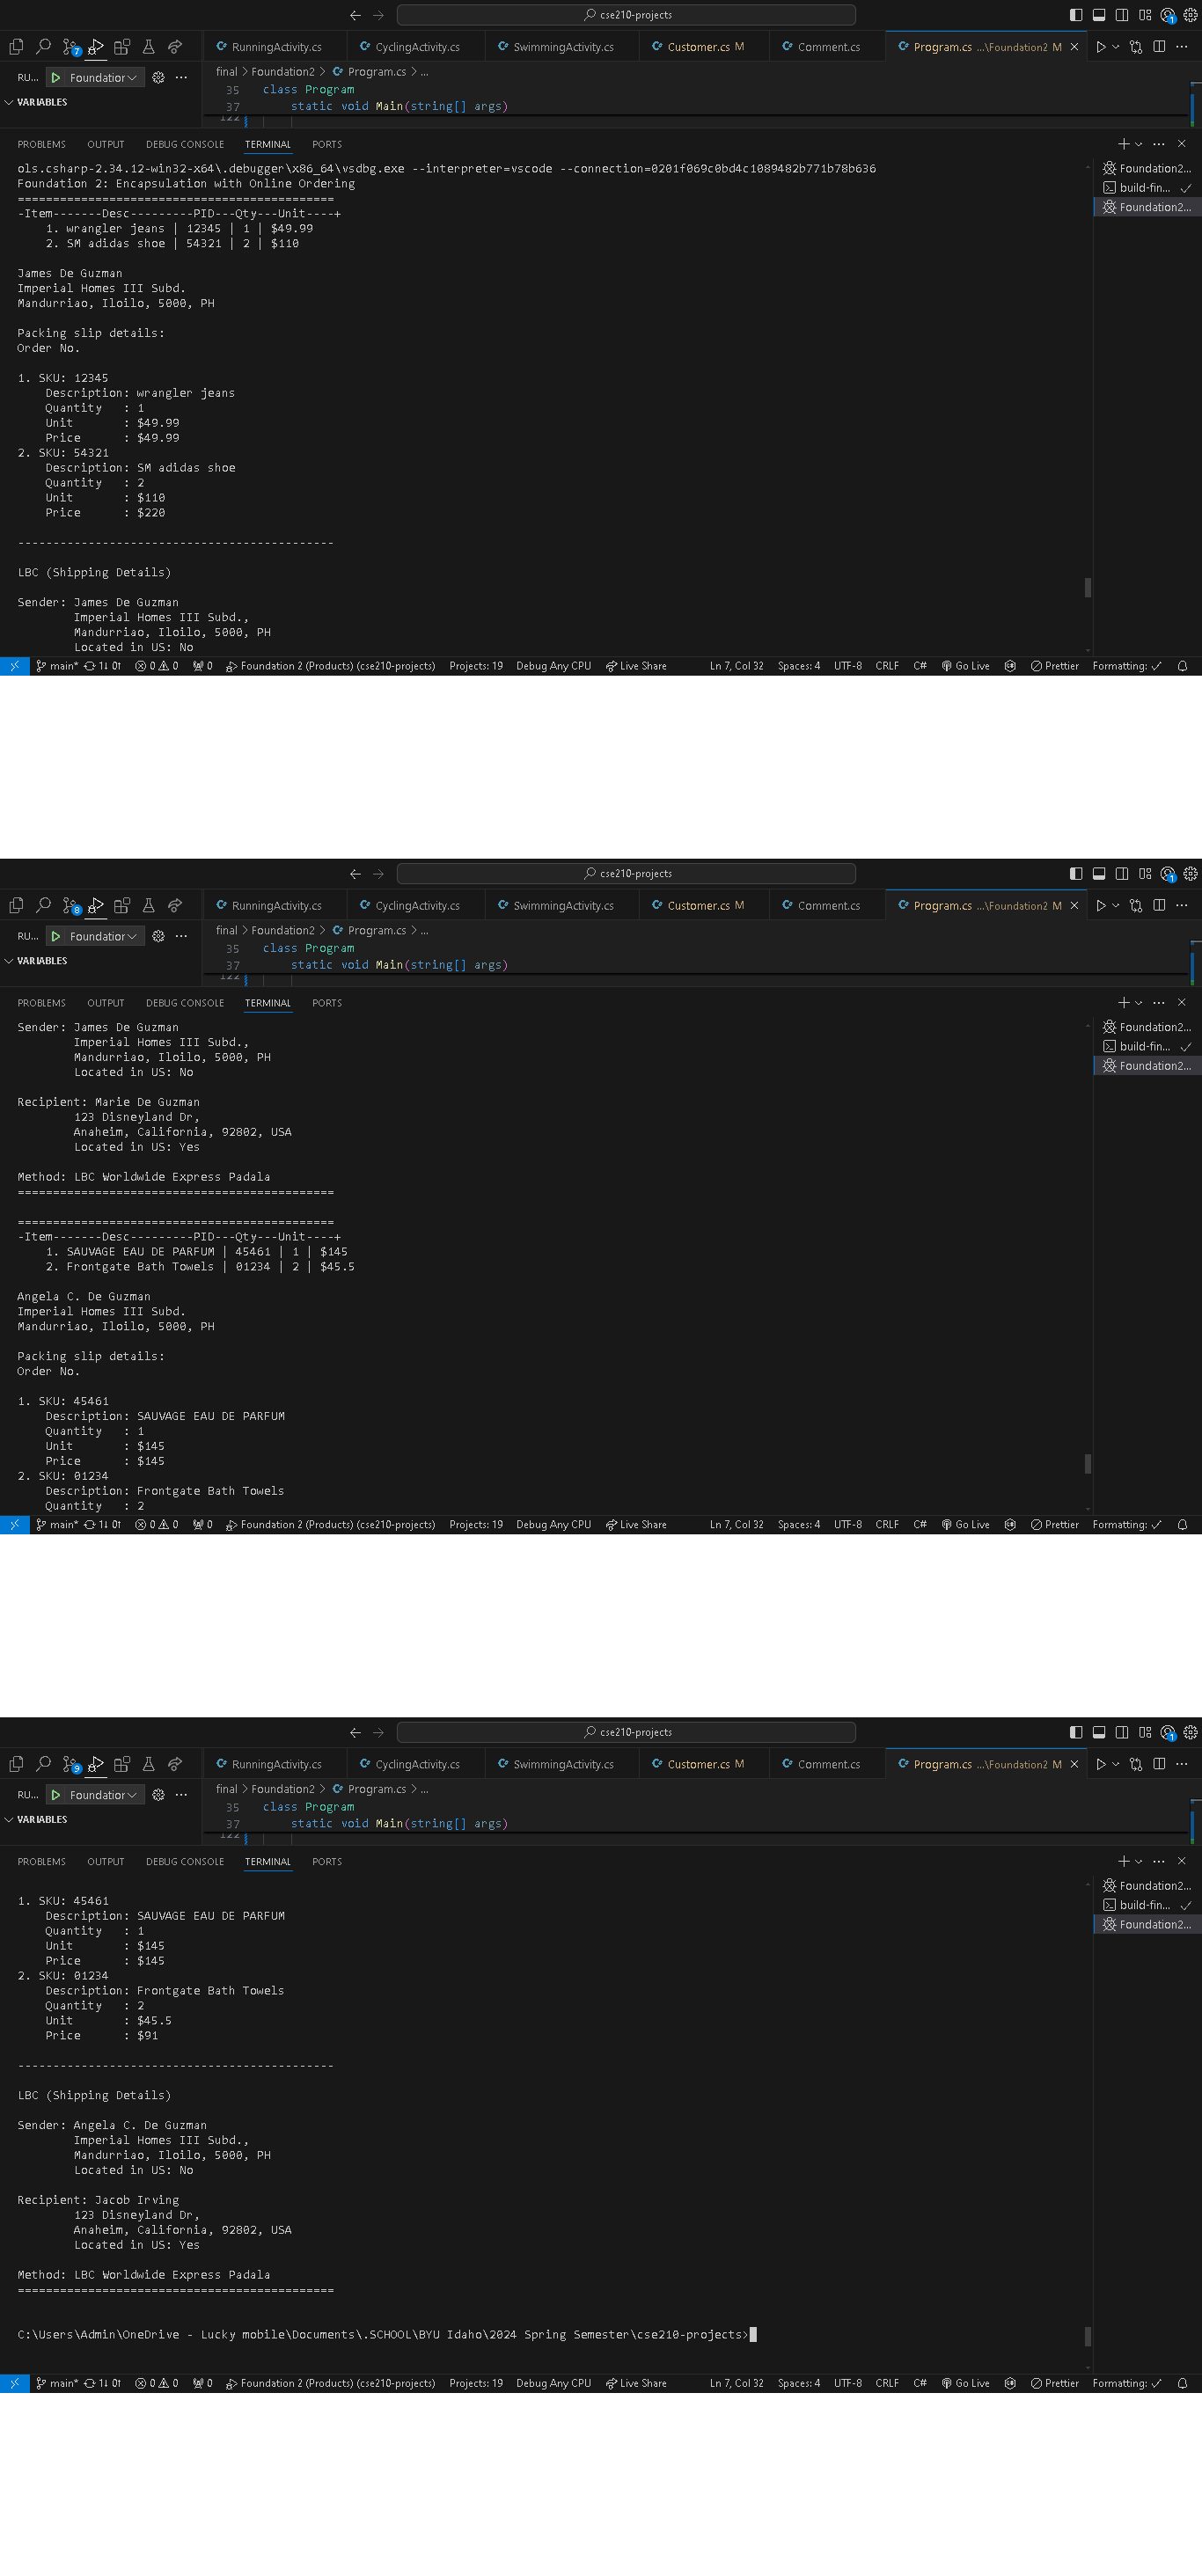 cse210-projects
1
7
RunningActivity.cs
CyclingActivity.cs
SwimmingActivity.cs
Customer.cs M
Comment.cs
Program.cs ...\Foundation2 M
RU... Foundation
final > Foundation2 > Program.cs > ...
VARIABLES
35 class Program
37 static void Main(string[] args)
122
PROBLEMS OUTPUT DEBUG CONSOLE TERMINAL PORTS
ols.csharp-2.34.12-win32-x64\.debugger\x86_64\vsdbg.exe --interpreter=vscode --connection=0201f069c0bd4c1089482b771b78b636
Foundation 2: Encapsulation with Online Ordering
=============================================
-Item-------Desc---------PID---Qty---Unit----+
1. wrangler jeans | 12345 | 1 | $49.99
2. SM adidas shoe | 54321 | 2 | $110
James De Guzman
Imperial Homes III Subd.
Mandurriao, Iloilo, 5000, PH
Packing slip details:
Order No.
1. SKU: 12345
Description: wrangler jeans
Quantity : 1
Unit : $49.99
Price : $49.99
2. SKU: 54321
Description: SM adidas shoe
Quantity : 2
Unit : $110
Price : $220
---------------------------------------------
LBC (Shipping Details)
Sender: James De Guzman
Imperial Homes III Subd.,
Mandurriao, Iloilo, 5000, PH
Located in US: No
Foundation2...
build-fin...
Foundation2...
main* 1↓ 0↑ 0 0 0 Foundation 2 (Products) (cse210-projects) Projects: 19 Debug Any CPU Live Share Ln 7, Col 32 Spaces: 4 UTF-8 CRLF C# Go Live Prettier Formatting: ✓
cse210-projects
1
8
RunningActivity.cs
CyclingActivity.cs
SwimmingActivity.cs
Customer.cs M
Comment.cs
Program.cs ...\Foundation2 M
RU... Foundation
final > Foundation2 > Program.cs > ...
VARIABLES
35 class Program
37 static void Main(string[] args)
122
PROBLEMS OUTPUT DEBUG CONSOLE TERMINAL PORTS
Sender: James De Guzman
Imperial Homes III Subd.,
Mandurriao, Iloilo, 5000, PH
Located in US: No
Recipient: Marie De Guzman
123 Disneyland Dr,
Anaheim, California, 92802, USA
Located in US: Yes
Method: LBC Worldwide Express Padala
=============================================
=============================================
-Item-------Desc---------PID---Qty---Unit----+
1. SAUVAGE EAU DE PARFUM | 45461 | 1 | $145
2. Frontgate Bath Towels | 01234 | 2 | $45.5
Angela C. De Guzman
Imperial Homes III Subd.
Mandurriao, Iloilo, 5000, PH
Packing slip details:
Order No.
1. SKU: 45461
Description: SAUVAGE EAU DE PARFUM
Quantity : 1
Unit : $145
Price : $145
2. SKU: 01234
Description: Frontgate Bath Towels
Quantity : 2
Foundation2...
build-fin...
Foundation2...
main* 1↓ 0↑ 0 0 0 Foundation 2 (Products) (cse210-projects) Projects: 19 Debug Any CPU Live Share Ln 7, Col 32 Spaces: 4 UTF-8 CRLF C# Go Live Prettier Formatting: ✓
cse210-projects
1
9
RunningActivity.cs
CyclingActivity.cs
SwimmingActivity.cs
Customer.cs M
Comment.cs
Program.cs ...\Foundation2 M
RU... Foundation
final > Foundation2 > Program.cs > ...
VARIABLES
35 class Program
37 static void Main(string[] args)
122
PROBLEMS OUTPUT DEBUG CONSOLE TERMINAL PORTS
1. SKU: 45461
Description: SAUVAGE EAU DE PARFUM
Quantity : 1
Unit : $145
Price : $145
2. SKU: 01234
Description: Frontgate Bath Towels
Quantity : 2
Unit : $45.5
Price : $91
---------------------------------------------
LBC (Shipping Details)
Sender: Angela C. De Guzman
Imperial Homes III Subd.,
Mandurriao, Iloilo, 5000, PH
Located in US: No
Recipient: Jacob Irving
123 Disneyland Dr,
Anaheim, California, 92802, USA
Located in US: Yes
Method: LBC Worldwide Express Padala
=============================================
C:\Users\Admin\OneDrive - Lucky mobile\Documents\.SCHOOL\BYU Idaho\2024 Spring Semester\cse210-projects>
Foundation2...
build-fin...
Foundation2...
main* 1↓ 0↑ 0 0 0 Foundation 2 (Products) (cse210-projects) Projects: 19 Debug Any CPU Live Share Ln 7, Col 32 Spaces: 4 UTF-8 CRLF C# Go Live Prettier Formatting: ✓